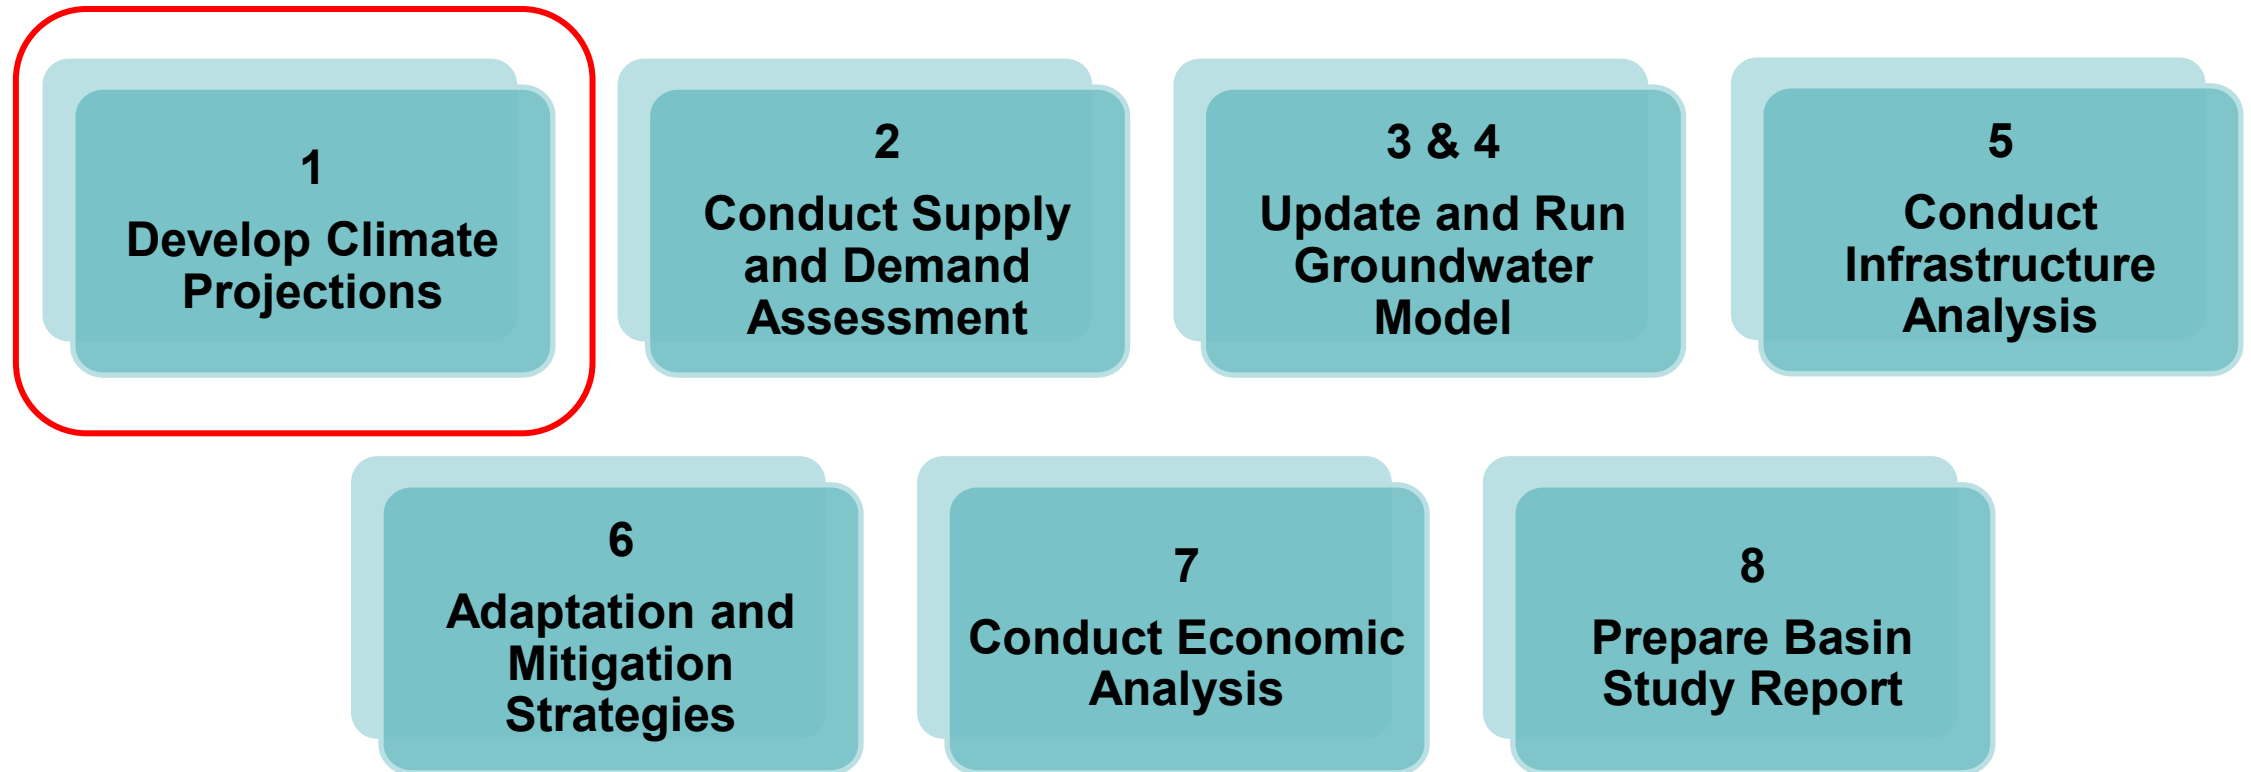 1
Develop Climate
Projections
2
Conduct Supply
and Demand
Assessment
3 & 4
Update and Run
Groundwater
Model
5
Conduct
Infrastructure
Analysis
6
Adaptation and
Mitigation
Strategies
7
Conduct Economic
Analysis
8
Prepare Basin
Study Report